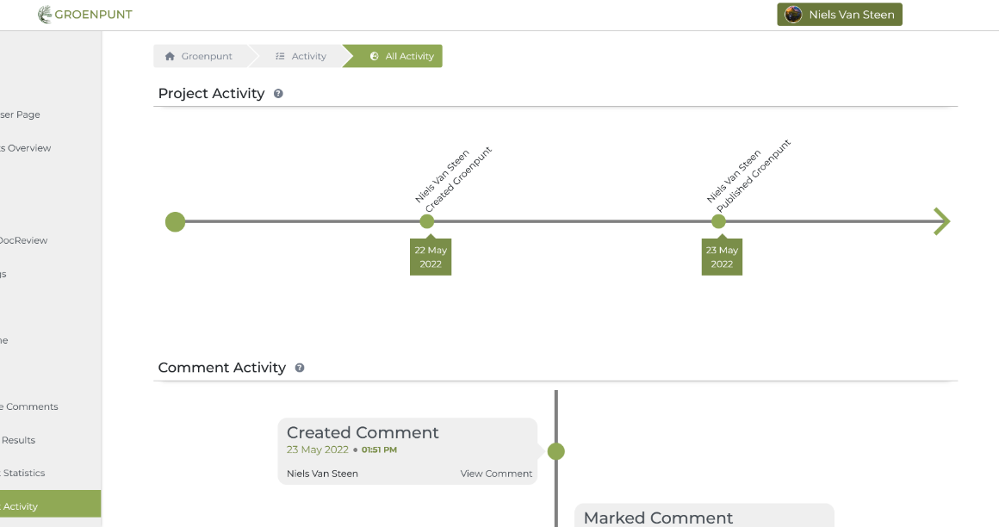 GROENPUNT
Niels Van Steen
Groenpunt
Activity
All Activity
ser Page
s Overview
DocReview
gs
ne
e Comments
Results
Statistics
Activity
Project Activity
Niels Van Steen
Created Groenpunt
22 May
2022
Niels Van Steen
Published Groenpunt
23 May
2022
Comment Activity
Created Comment
23 May 2022 • 01:51 PM
Niels Van Steen
View Comment
Marked Comment